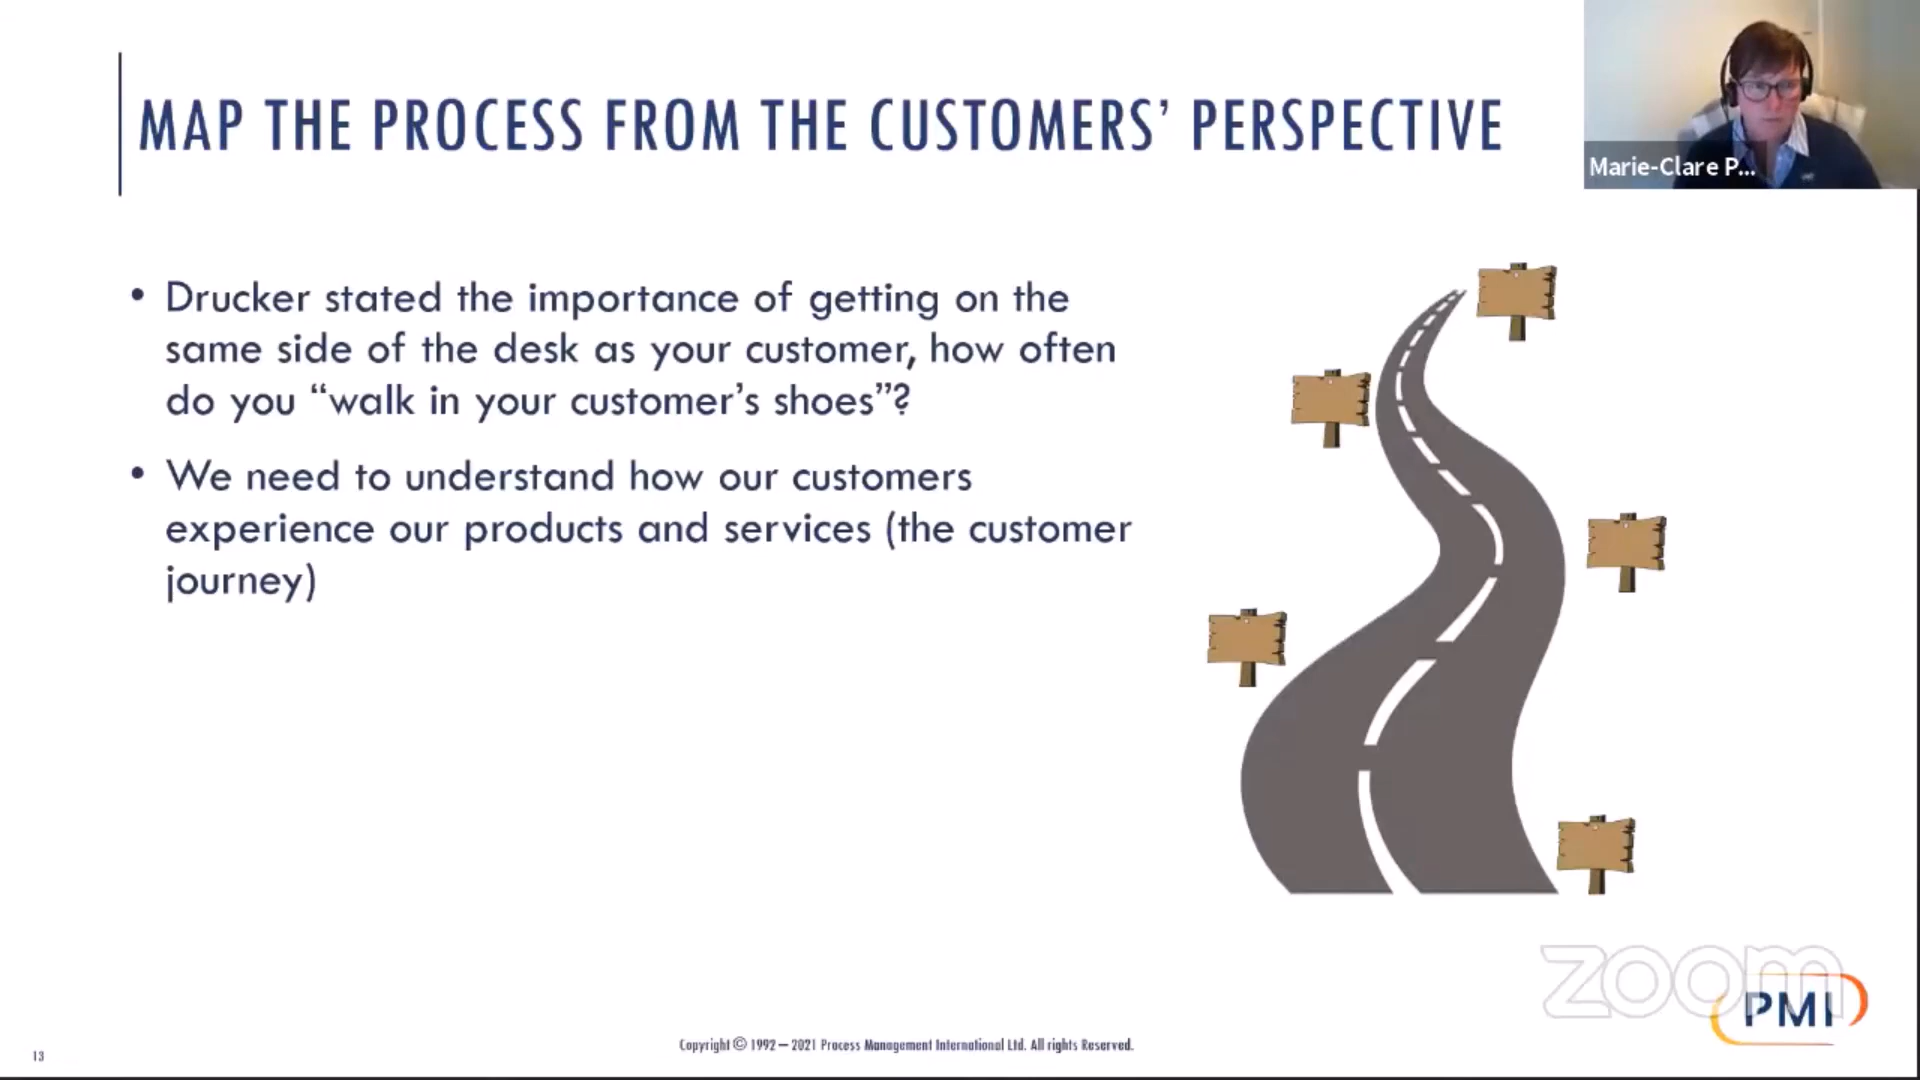 MAP THE PROCESS FROM THE CUSTOMERS’ PERSPECTIVE
Marie-Clare P...
• Drucker stated the importance of getting on the
same side of the desk as your customer, how often
do you “walk in your customer’s shoes”?
• We need to understand how our customers
experience our products and services (the customer
journey)
zoom
PMI
Copyright © 1992 – 2021 Process Management International Ltd. All rights Reserved.
13